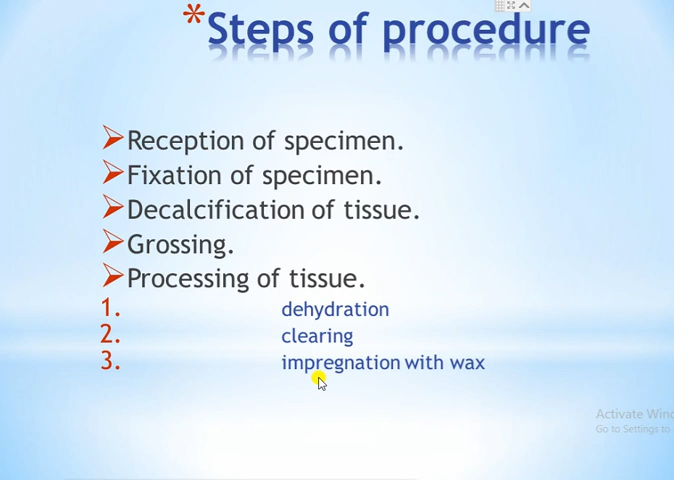 *Steps of procedure
Reception of specimen.
Fixation of specimen.
Decalcification of tissue.
Grossing.
Processing of tissue.
1. dehydration
2. clearing
3. impregnation with wax
Activate Wind
Go to Settings to